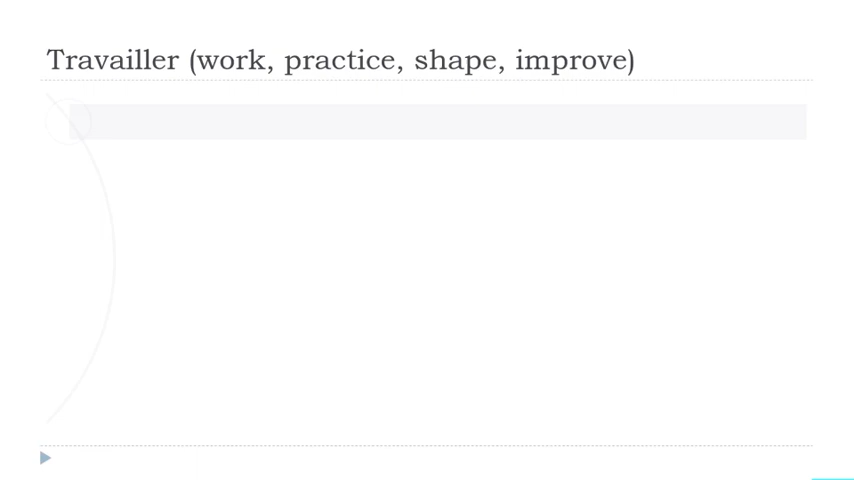 Travailler (work, practice, shape, improve)